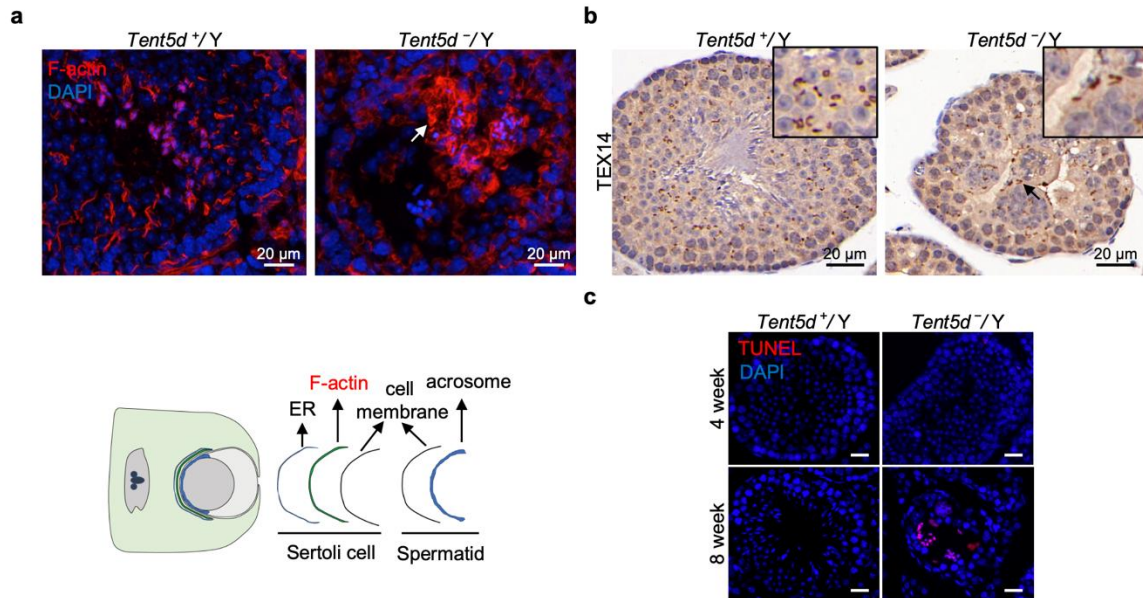 a
Tent5d +/ Y
Tent5d −/ Y
F-actin
DAPI
20 µm
20 µm
b
Tent5d +/ Y
Tent5d −/ Y
TEX14
20 µm
20 µm
F-actin
acrosome
ER
cell
membrane
Sertoli cell
Spermatid
c
Tent5d +/ Y
Tent5d −/ Y
TUNEL
DAPI
4 week
8 week